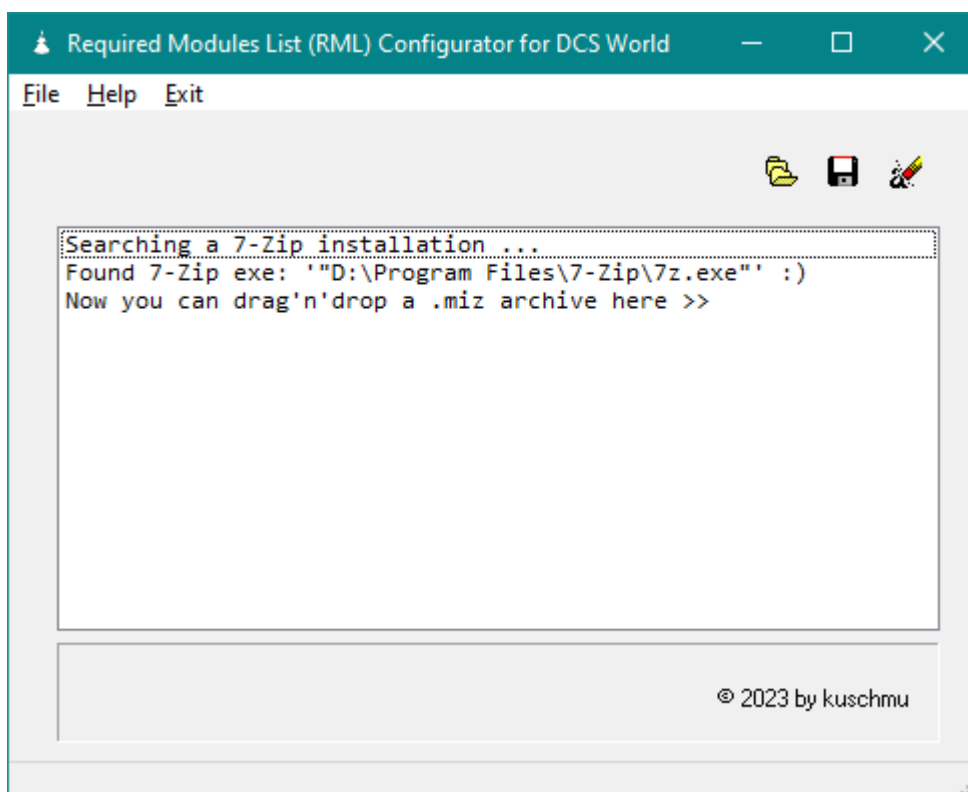 Required Modules List (RML) Configurator for DCS World
File Help Exit
Searching a 7-Zip installation ...
Found 7-Zip exe: '"D:\Program Files\7-Zip\7z.exe"' :)
Now you can drag'n'drop a .miz archive here >>
© 2023 by kuschmu